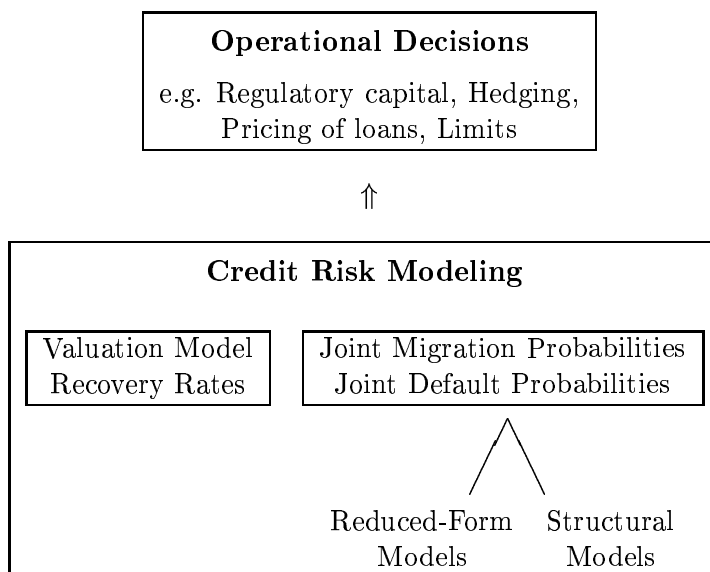 Operational Decisions
e.g. Regulatory capital, Hedging,
Pricing of loans, Limits
⇑
Credit Risk Modeling
Valuation Model
Recovery Rates
Joint Migration Probabilities
Joint Default Probabilities
Reduced-Form
Models
Structural
Models